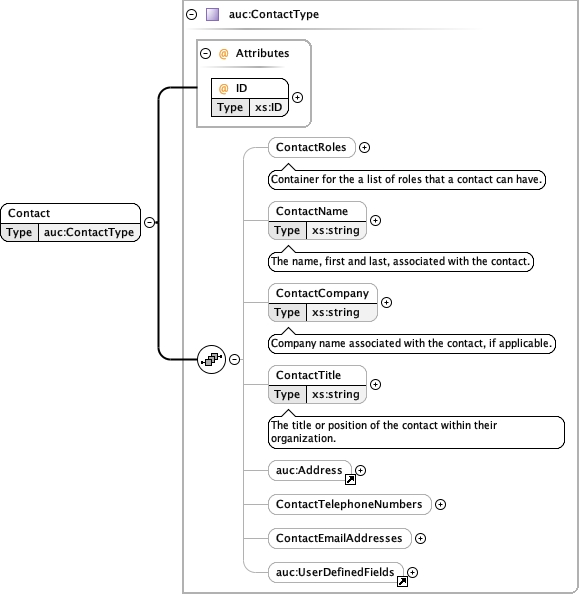 auc:ContactType
@ Attributes
@ ID
Type xs:ID
ContactRoles
Container for the a list of roles that a contact can have.
Contact
Type auc:ContactType
ContactName
Type xs:string
The name, first and last, associated with the contact.
ContactCompany
Type xs:string
Company name associated with the contact, if applicable.
ContactTitle
Type xs:string
The title or position of the contact within their
organization.
auc:Address
ContactTelephoneNumbers
ContactEmailAddresses
auc:UserDefinedFields